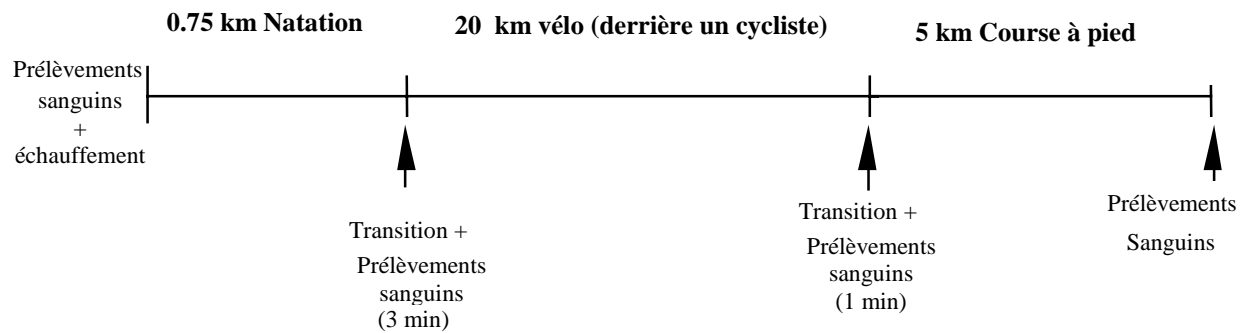 0.75 km Natation
20 km vélo (derrière un cycliste)
5 km Course à pied
Prélèvements
sanguins
+
échauffement
Transition +
Prélèvements
sanguins
(3 min)
Transition +
Prélèvements
sanguins
(1 min)
Prélèvements
Sanguins